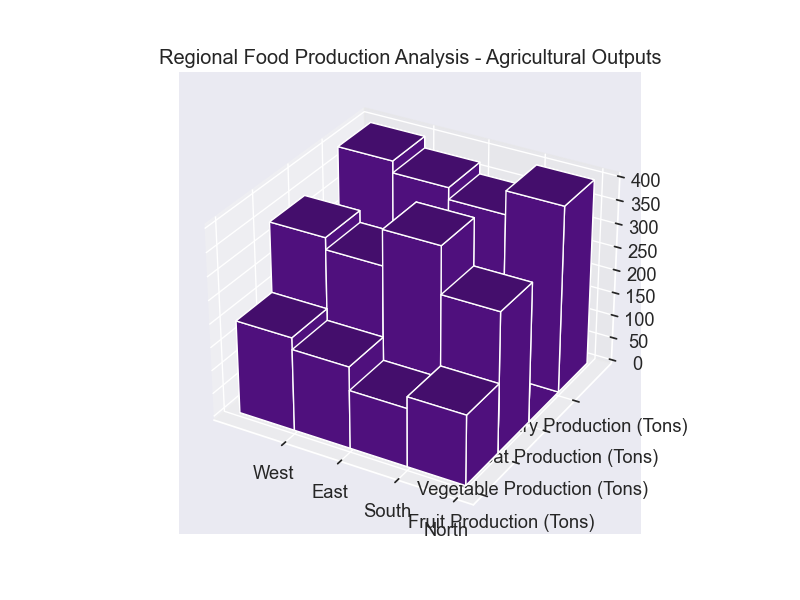 Regional Food Production Analysis - Agricultural Outputs
400
350
300
250
200
150
100
50
0
Production (Tons)
Production (Tons)
Vegetable Production (Tons)
Fruit Production (Tons)
West
East
South
North